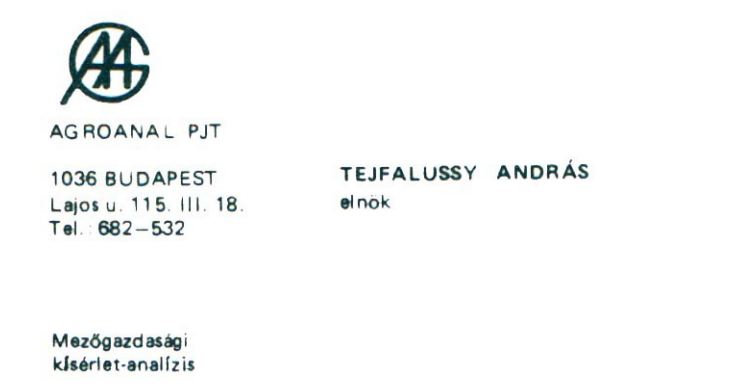 AGROANAL PJT
1036 BUDAPEST
Lajos u. 115. III. 18.
Tel.: 682–532
TEJFALUSSY ANDRÁS
elnök
Mezőgazdasági
kísérlet-analízis